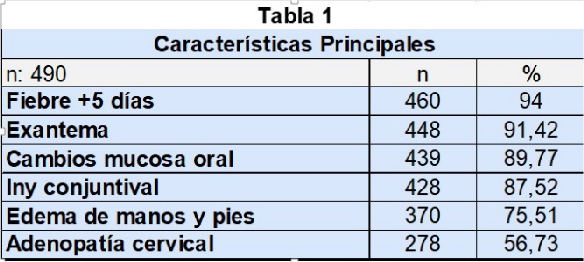 Tabla 1
Características Principales
n: 490 n %
Fiebre +5 días 460 94
Exantema 448 91,42
Cambios mucosa oral 439 89,77
Iny conjuntival 428 87,52
Edema de manos y pies 370 75,51
Adenopatía cervical 278 56,73